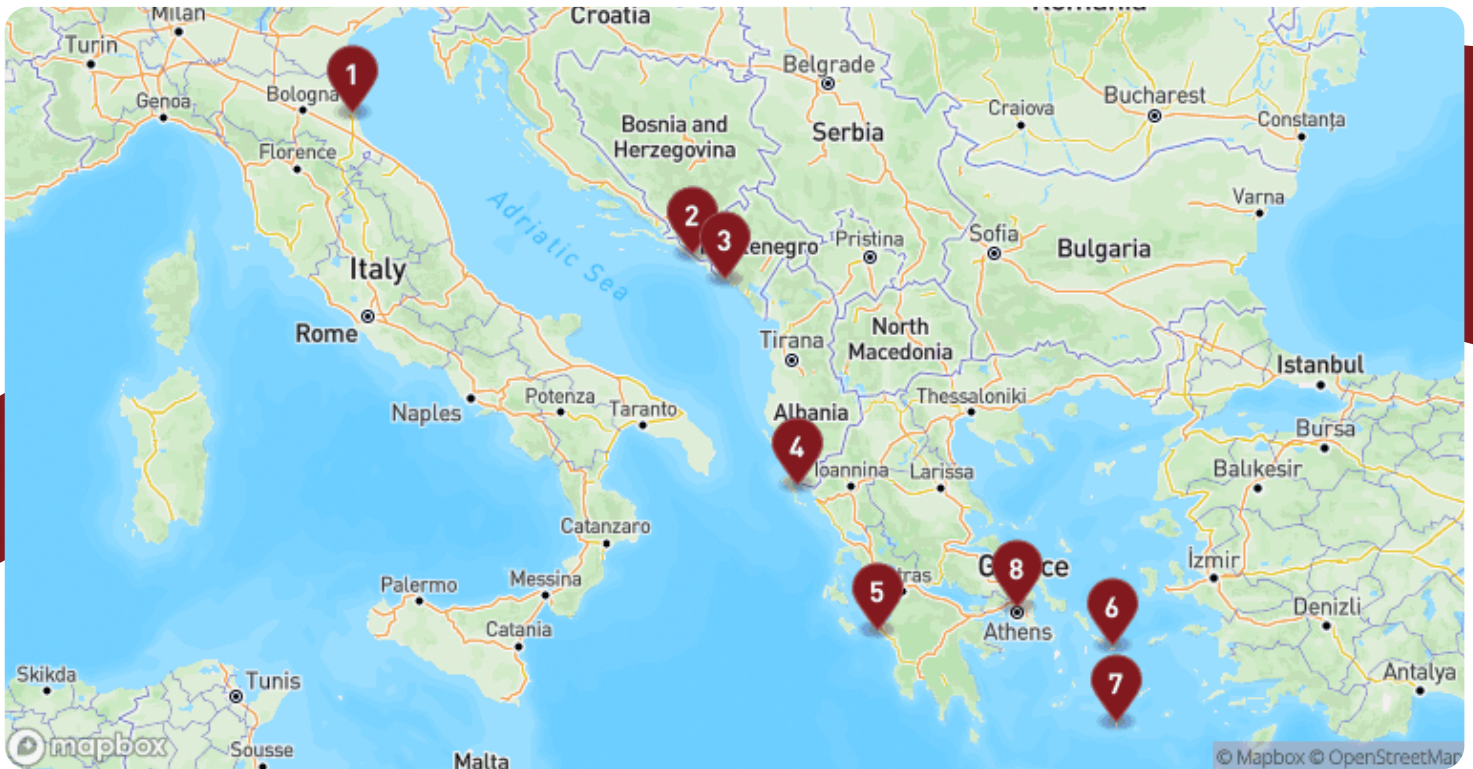 Milan
Croatia
Romania
Turin
1
Belgrade
Genoa
Bologna
Craiova
Bucharest
Constanța
Bosnia and
Herzegovina
Serbia
Florence
Varna
Adriatic Sea
2
3
tenegro
Pristina
Sofia
Bulgaria
Italy
Rome
Tirana
North
Macedonia
Istanbul
Naples
Potenza
Taranto
Albania
Thessaloniki
Bursa
4
Ioannina
Larissa
Balıkesir
Catanzaro
Palermo
Messina
5
tras
G
ce
8
6
İzmir
Denizli
Catania
Athens
Skikda
Tunis
7
Antalya
mapbox
Sousse
Malta
© Mapbox © OpenStreetMap